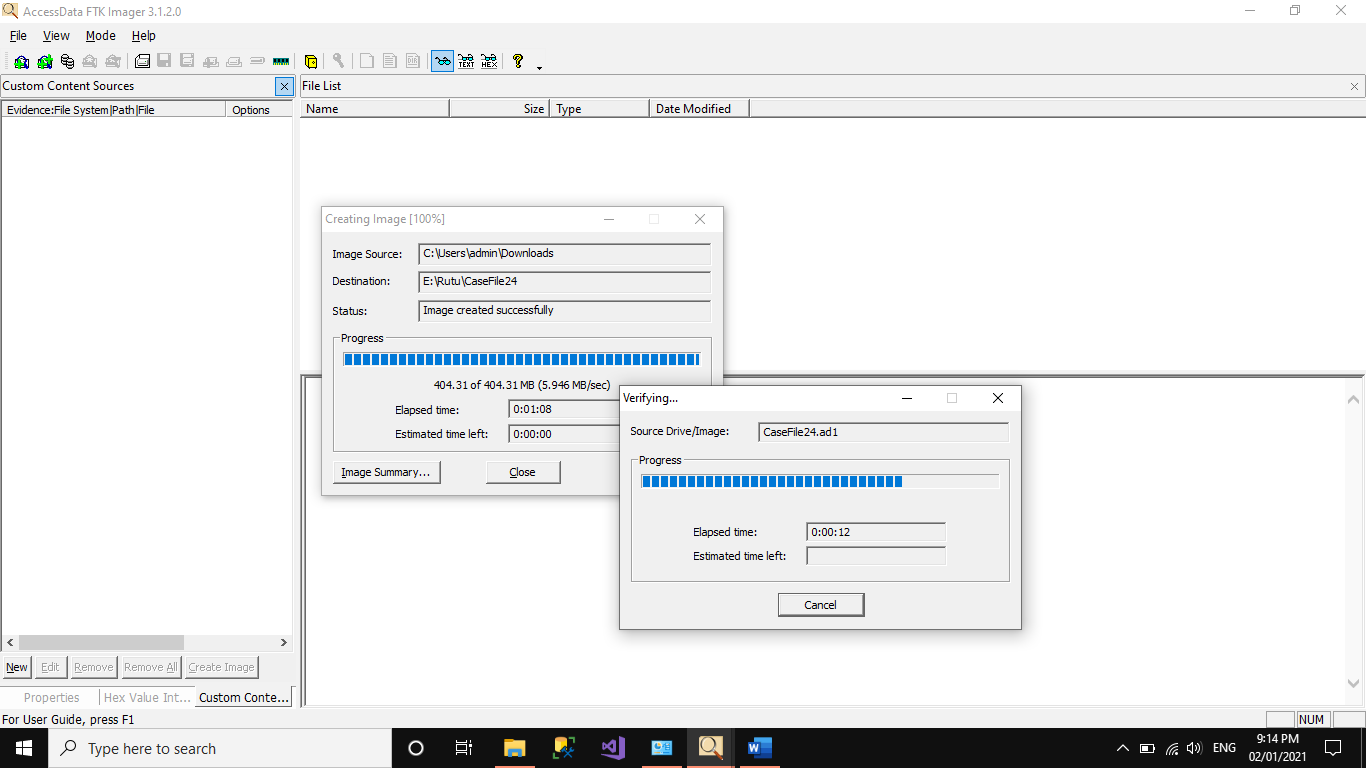 AccessData FTK Imager 3.1.2.0
File View Mode Help
TEXT HEX ?
Custom Content Sources
File List
Evidence:File System|Path|File Options
Name Size Type Date Modified
Creating Image [100%]
Image Source: C:\Users\admin\Downloads
Destination: E:\Rutu\CaseFile24
Status: Image created successfully
Progress
404.31 of 404.31 MB (5.946 MB/sec)
Elapsed time: 0:01:08
Estimated time left: 0:00:00
Image Summary... Close
Verifying...
Source Drive/Image: CaseFile24.ad1
Progress
Elapsed time: 0:00:12
Estimated time left:
Cancel
New Edit Remove Remove All Create Image
Properties Hex Value Int... Custom Conte...
For User Guide, press F1
NUM
Type here to search
ENG
9:14 PM
02/01/2021